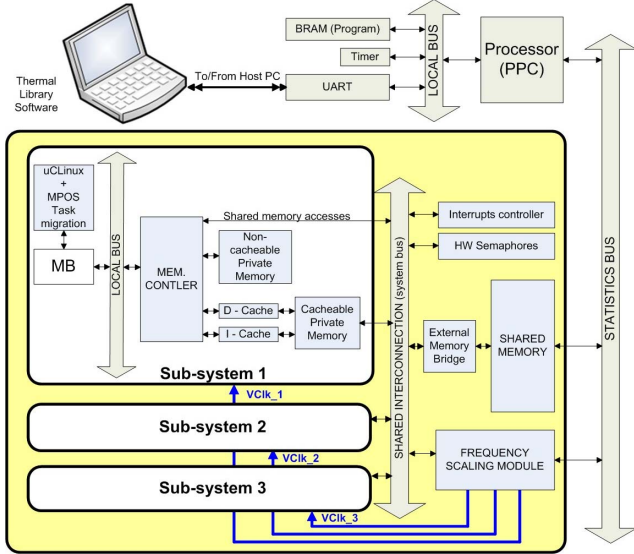 BRAM (Program)
Timer
UART
LOCAL BUS
Processor
(PPC)
Thermal
Library
Software
To/From Host PC
STATISTICS BUS
uCLinux
+
MPOS
Task
migration
MB
LOCAL BUS
MEM.
CONTLER
Shared memory accesses
Non-
cacheable
Private
Memory
D - Cache
I - Cache
Cacheable
Private
Memory
Sub-system 1
SHARED INTERCONNECTION (system bus)
Interrupts controller
HW Semaphores
External
Memory
Bridge
SHARED
MEMORY
VClk_1
Sub-system 2
VClk_2
Sub-system 3
VClk_3
FREQUENCY
SCALING MODULE